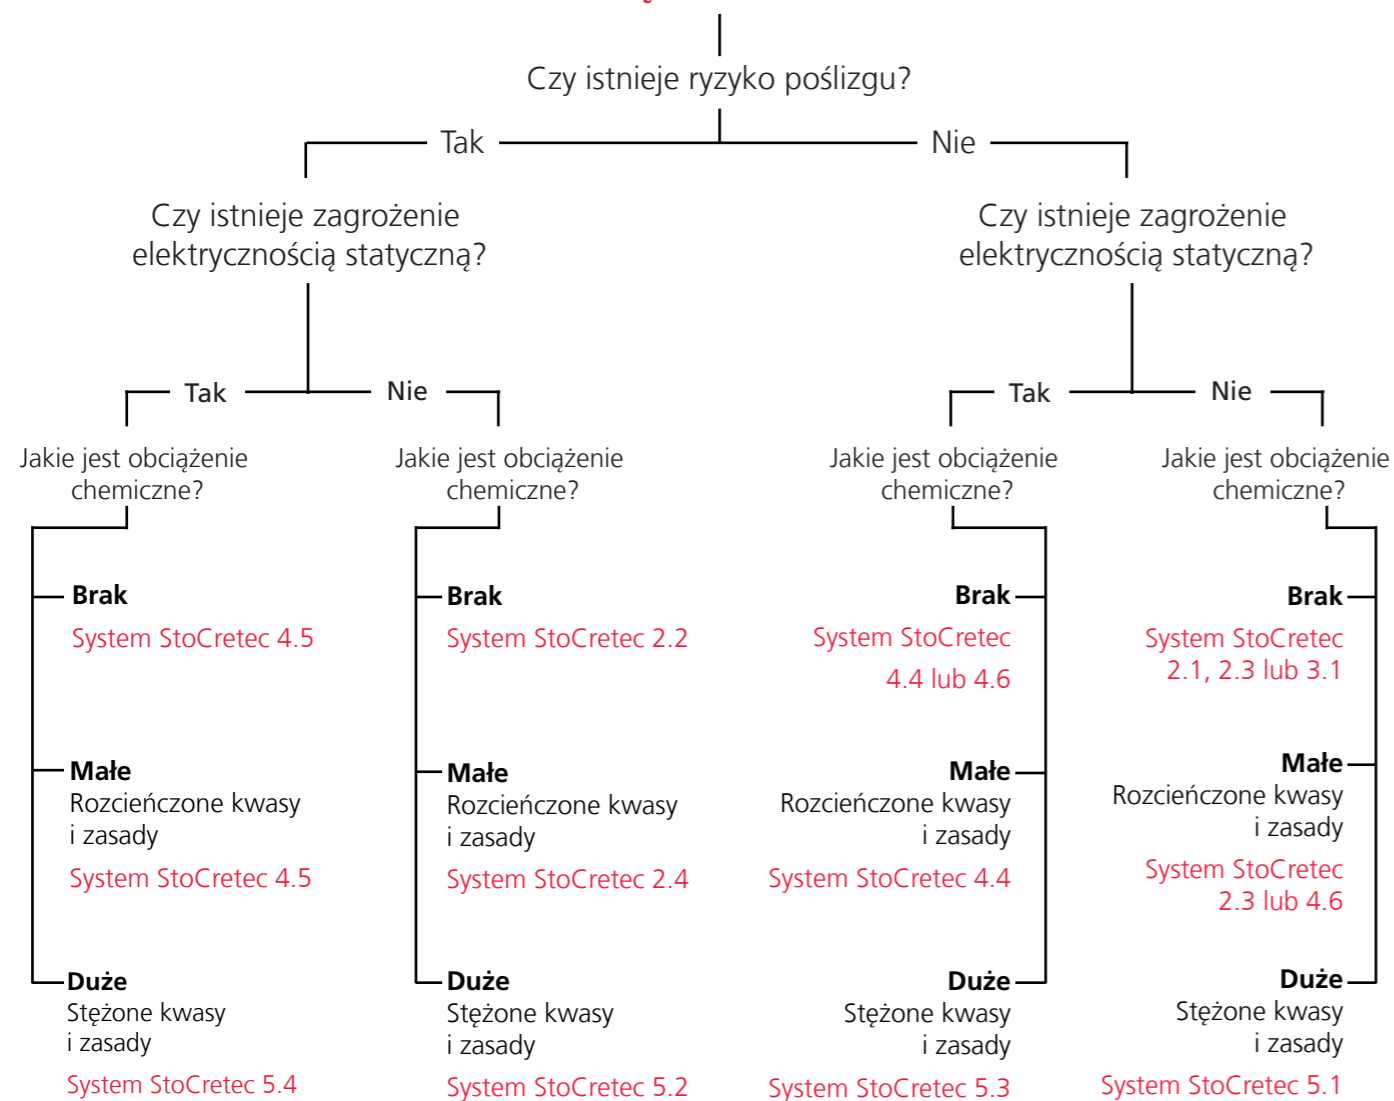 Czy istnieje ryzyko poślizgu?
Tak
Nie
Czy istnieje zagrożenie
elektrycznością statyczną?
Czy istnieje zagrożenie
elektrycznością statyczną?
Tak
Nie
Tak
Nie
Jakie jest obciążenie
chemiczne?
Jakie jest obciążenie
chemiczne?
Jakie jest obciążenie
chemiczne?
Jakie jest obciążenie
chemiczne?
Brak
System StoCretec 4.5
Małe
Rozcieńczone kwasy
i zasady
System StoCretec 4.5
Duże
Stężone kwasy
i zasady
System StoCretec 5.4
Brak
System StoCretec 2.2
Małe
Rozcieńczone kwasy
i zasady
System StoCretec 2.4
Duże
Stężone kwasy
i zasady
System StoCretec 5.2
Brak
System StoCretec
4.4 lub 4.6
Małe
Rozcieńczone kwasy
i zasady
System StoCretec 4.4
Duże
Stężone kwasy
i zasady
System StoCretec 5.3
Brak
System StoCretec
2.1, 2.3 lub 3.1
Małe
Rozcieńczone kwasy
i zasady
System StoCretec
2.3 lub 4.6
Duże
Stężone kwasy
i zasady
System StoCretec 5.1